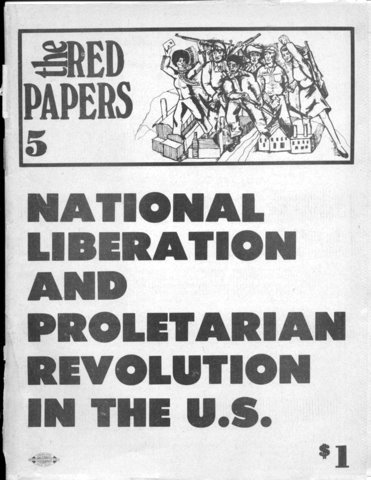 the RED
PAPERS
5
NATIONAL
LIBERATION
AND
PROLETARIAN
REVOLUTION
IN THE U.S.
$1